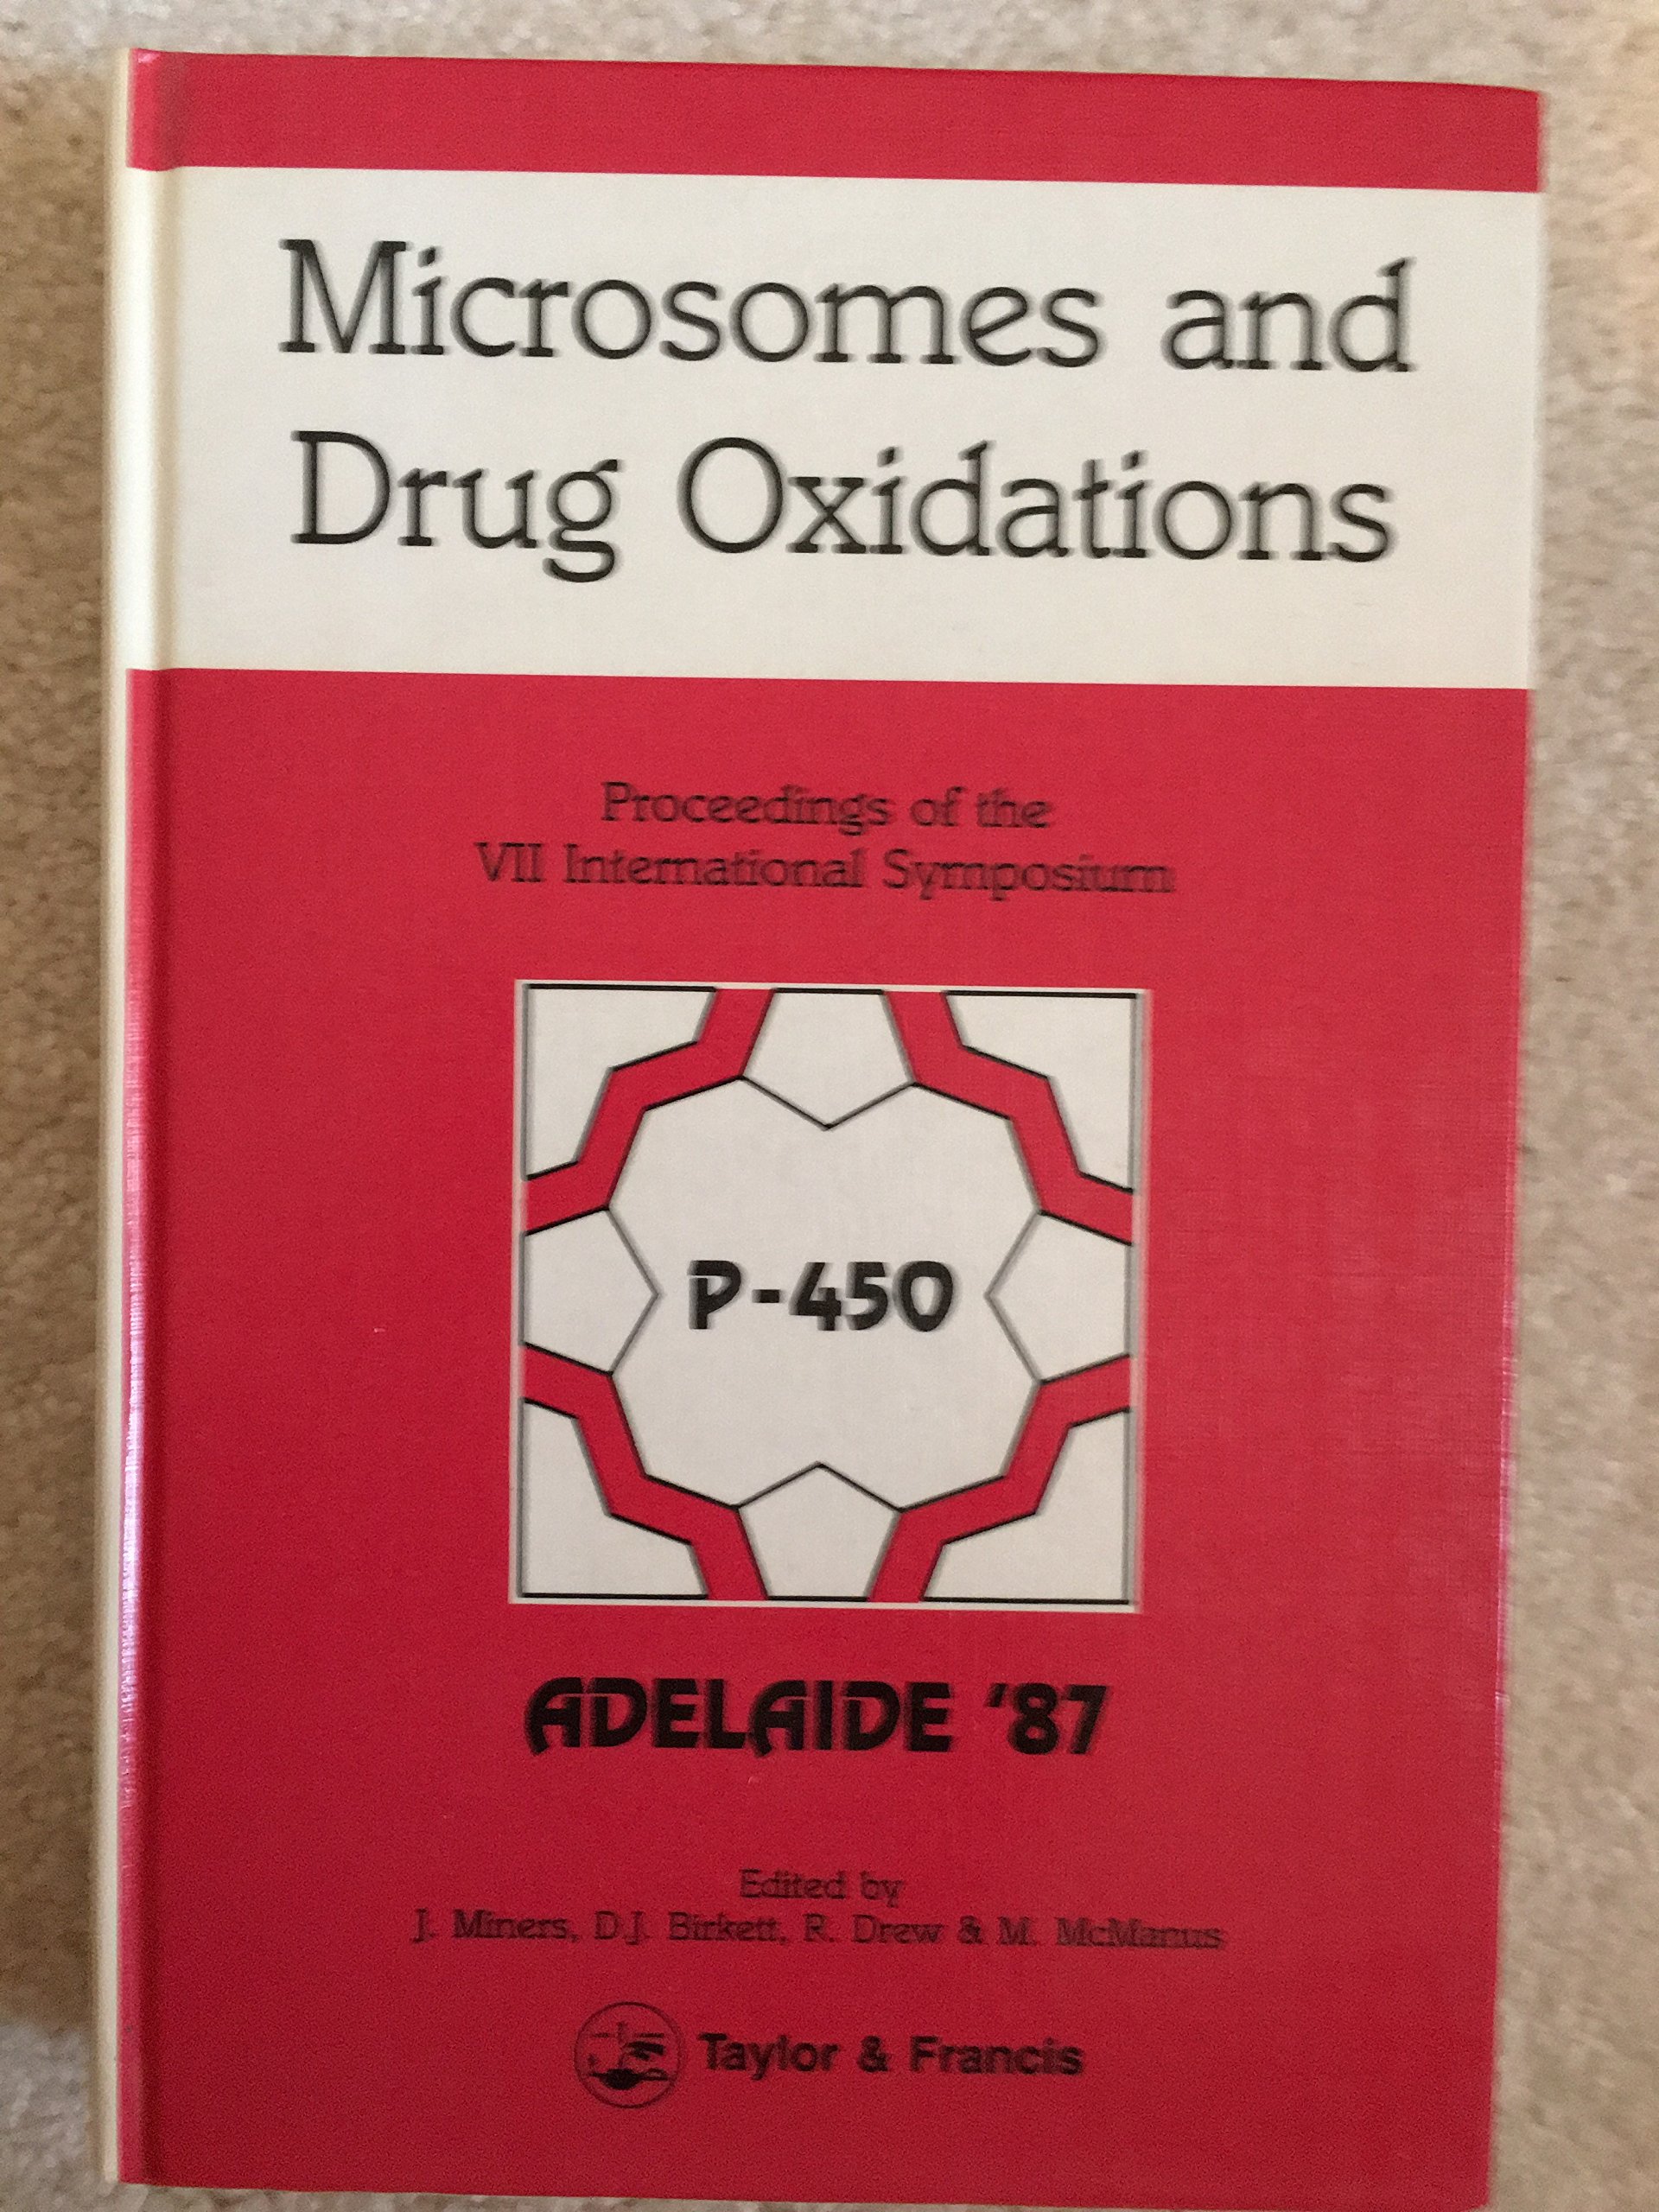 Microsomes and
Drug Oxidations
Proceedings of the
VII International Symposium
P-450
ADELAIDE '87
Edited by
J. Miners, D.J. Birkett, R. Drew & M. McManus
Taylor & Francis